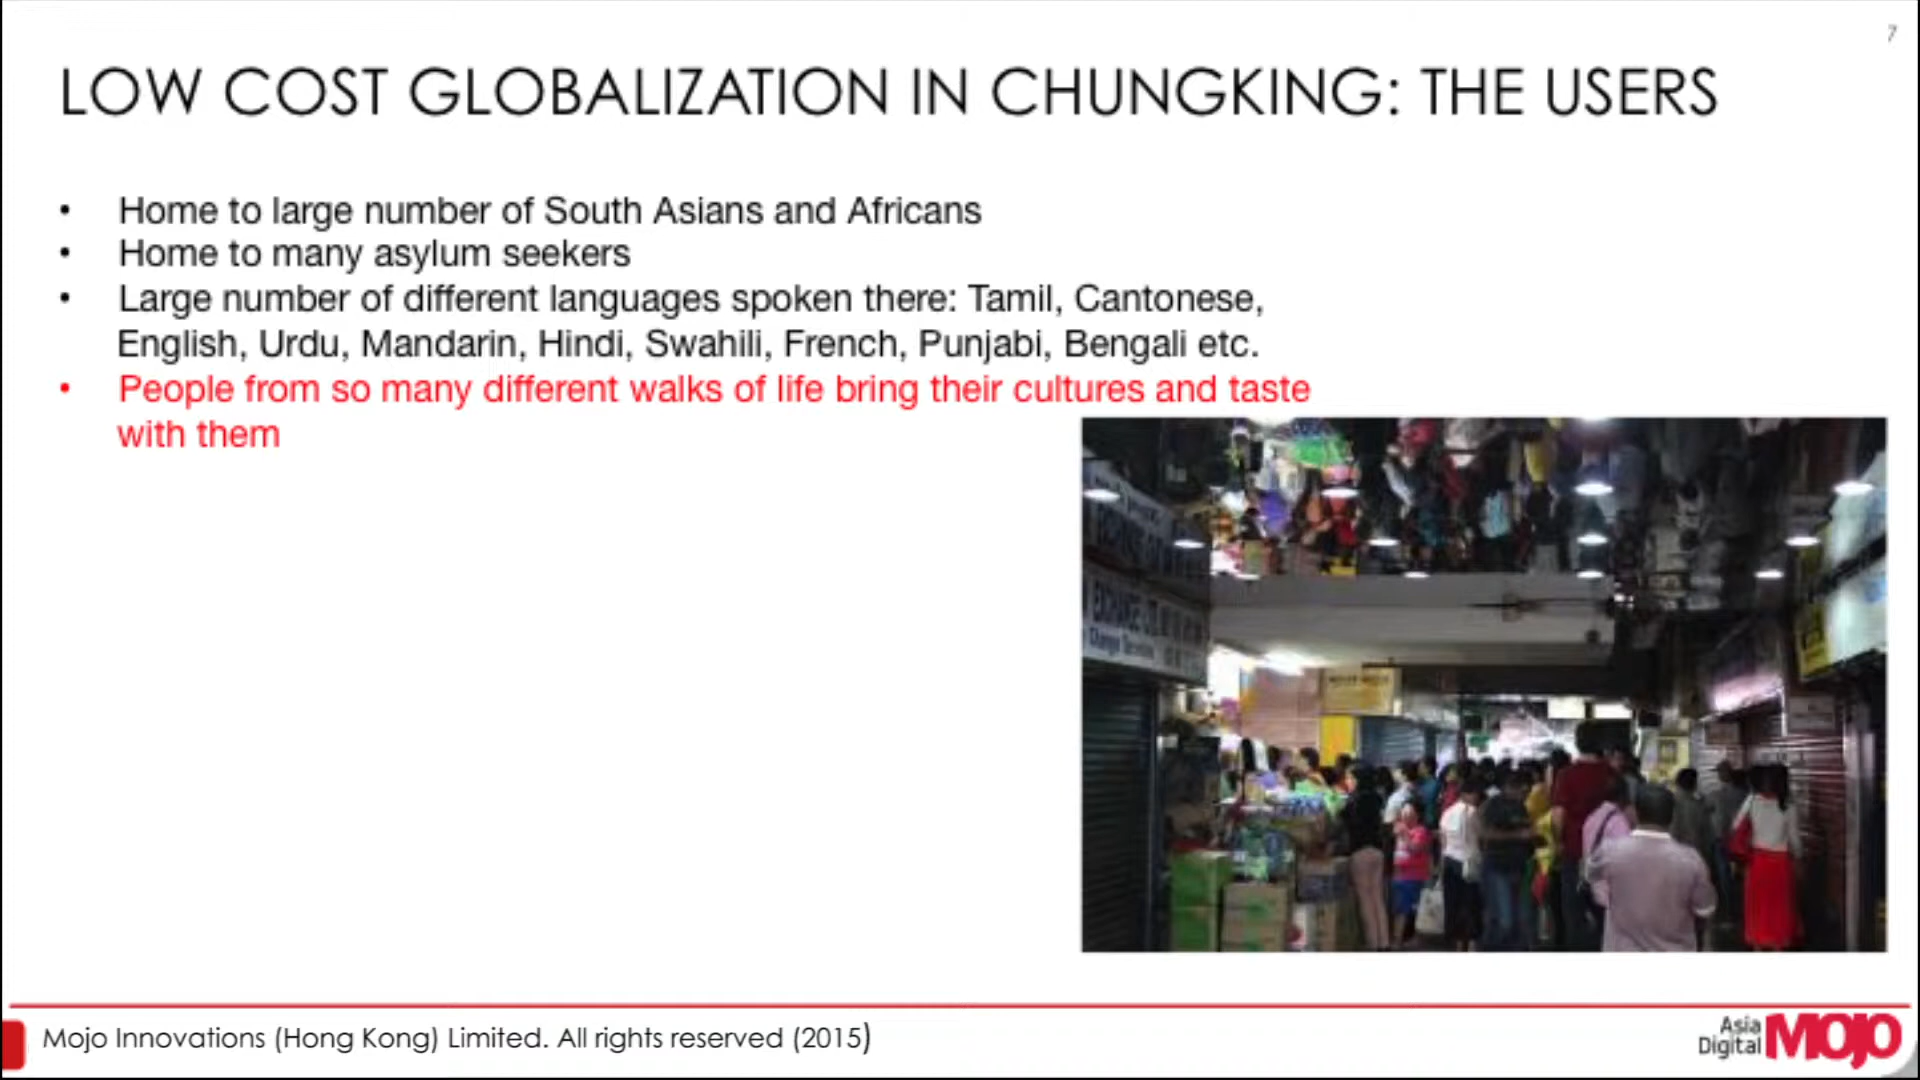 7
LOW COST GLOBALIZATION IN CHUNGKING: THE USERS
• Home to large number of South Asians and Africans
• Home to many asylum seekers
• Large number of different languages spoken there: Tamil, Cantonese,
English, Urdu, Mandarin, Hindi, Swahili, French, Punjabi, Bengali etc.
• People from so many different walks of life bring their cultures and taste
with them
EXCHANGE
Mojo Innovations (Hong Kong) Limited. All rights reserved (2015)
Asia
Digital MOJO